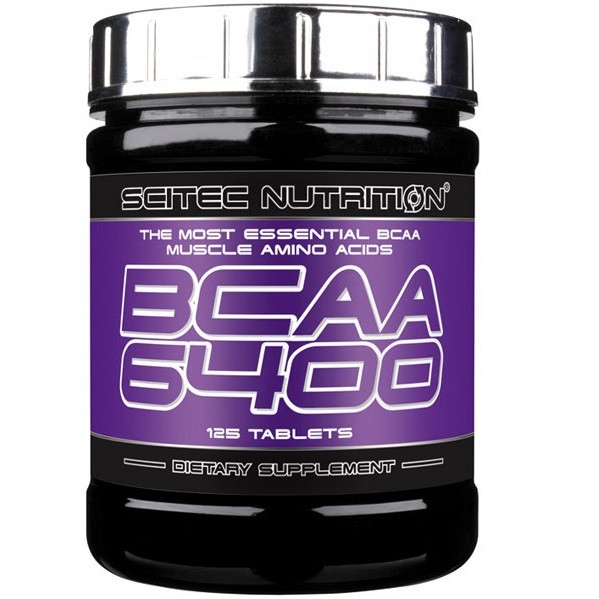 SCITEC NUTRITION®
THE MOST ESSENTIAL BCAA
MUSCLE AMINO ACIDS
BCAA
6400
125 TABLETS
DIETARY SUPPLEMENT